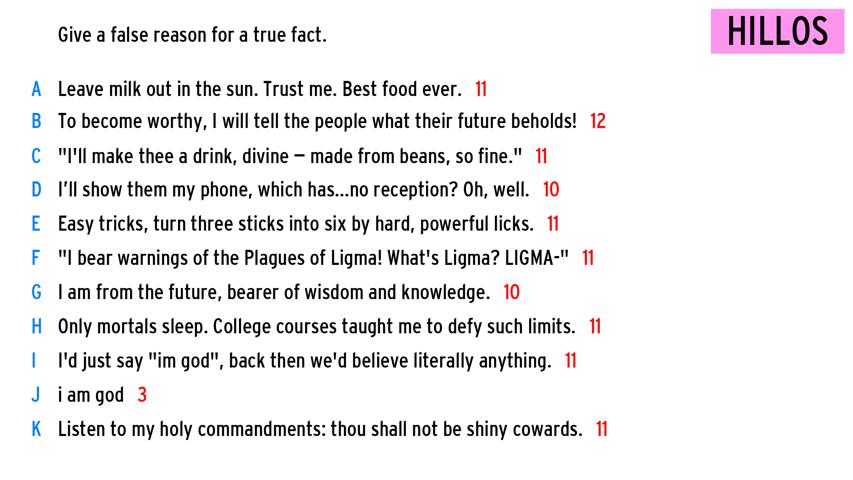 Give a false reason for a true fact.
HILLOS
A Leave milk out in the sun. Trust me. Best food ever. 11
B To become worthy, I will tell the people what their future beholds! 12
C "I'll make thee a drink, divine – made from beans, so fine." 11
D I’ll show them my phone, which has...no reception? Oh, well. 10
E Easy tricks, turn three sticks into six by hard, powerful licks. 11
F "I bear warnings of the Plagues of Ligma! What's Ligma? LIGMA-" 11
G I am from the future, bearer of wisdom and knowledge. 10
H Only mortals sleep. College courses taught me to defy such limits. 11
I I'd just say "im god", back then we'd believe literally anything. 11
J i am god 3
K Listen to my holy commandments: thou shall not be shiny cowards. 11